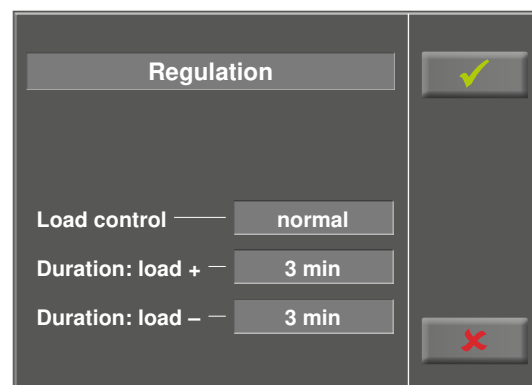 Regulation
Load control normal
Duration: load + 3 min
Duration: load – 3 min